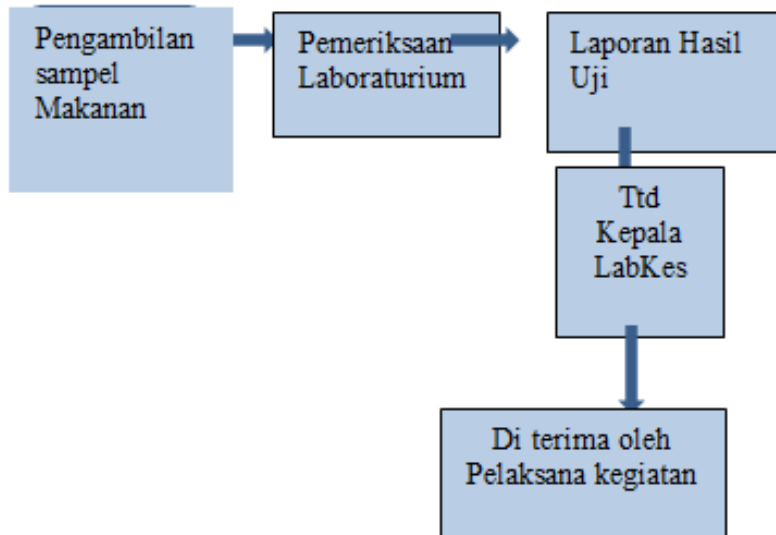 Pengambilan
sampel
Makanan
Pemeriksaan
Laboraturium
Laporan Hasil
Uji
Ttd
Kepala
LabKes
Di terima oleh
Pelaksana kegiatan